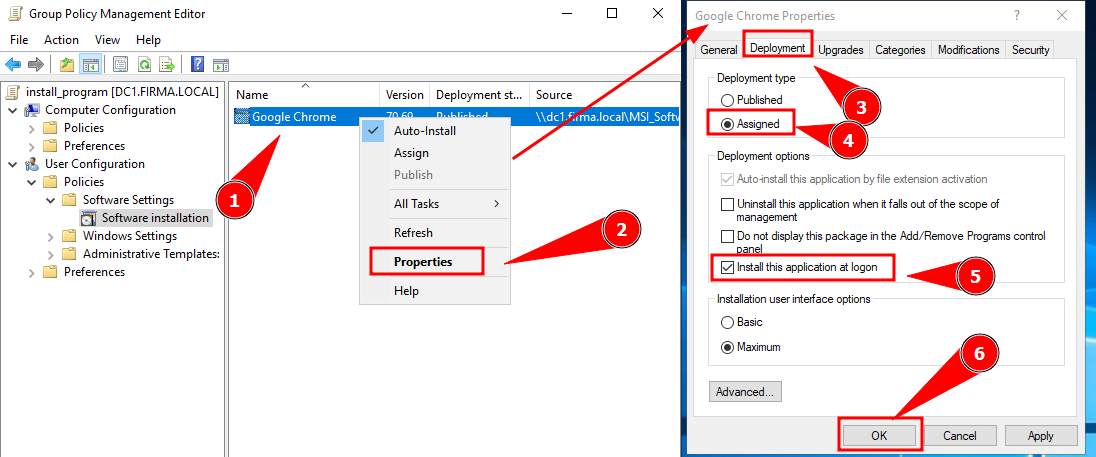 Group Policy Management Editor
File Action View Help
install_program [DC1.FIRMA.LOCAL]
Computer Configuration
Policies
Preferences
User Configuration
Policies
Software Settings
Software installation
Windows Settings
Administrative Templates:
Preferences
Name Version Deployment st... Source
Google Chrome 70.69 Published \\dc1.firma.local\MSI_Softw
Auto-Install
Assign
Publish
All Tasks
Refresh
Properties
Help
1
2
Google Chrome Properties
General Deployment Upgrades Categories Modifications Security
Deployment type
Published
Assigned
3
4
Deployment options
Auto-install this application by file extension activation
Uninstall this application when it falls out of the scope of
management
Do not display this package in the Add/Remove Programs control
panel
Install this application at logon
5
Installation user interface options
Basic
Maximum
6
Advanced...
OK Cancel Apply